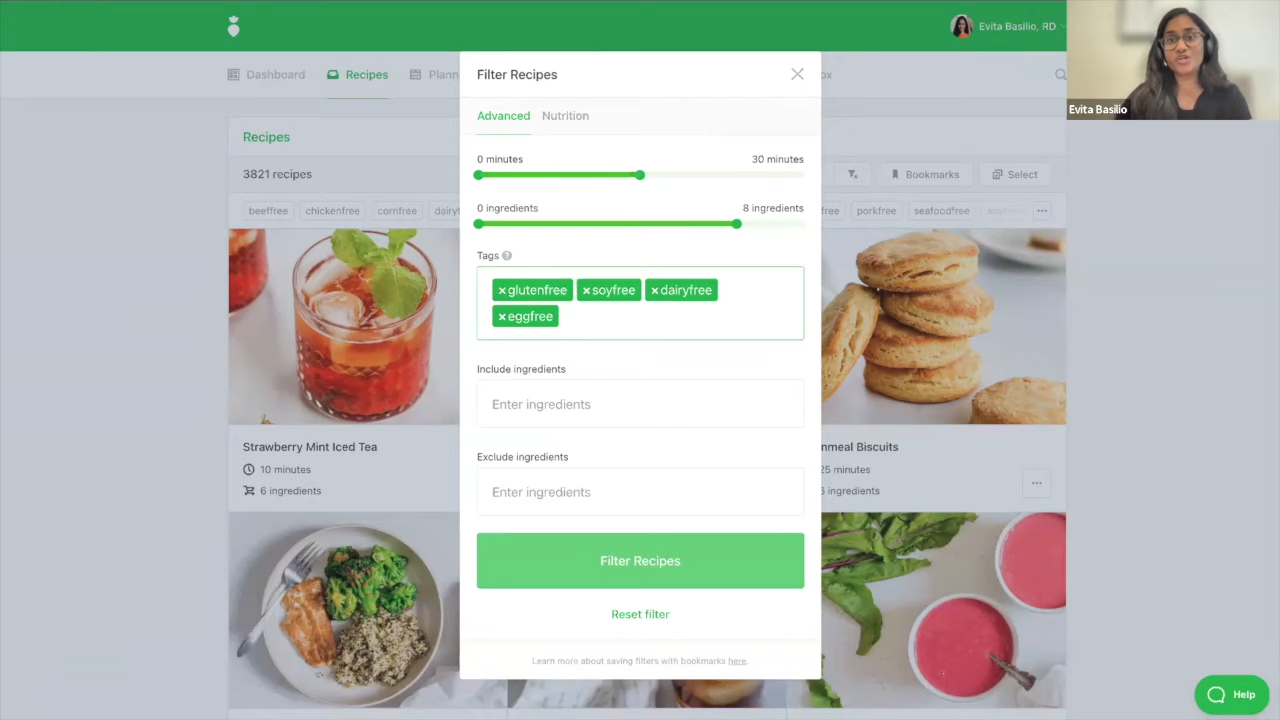 Evita Basilio, RD
Evita Basilio
Dashboard
Recipes
Filter Recipes
Advanced
Nutrition
0 minutes
30 minutes
0 ingredients
8 ingredients
Tags
×glutenfree ×soyfree ×dairyfree
×eggfree
Include ingredients
Enter ingredients
Exclude ingredients
Enter ingredients
Filter Recipes
Reset filter
Learn more about saving filters with bookmarks here.
Recipes
3821 recipes
Bookmarks
Select
beeffree
chickenfree
cornfree
porkfree
seafoodfree
Strawberry Mint Iced Tea
10 minutes
6 ingredients
Biscuits
25 minutes
ingredients
Help